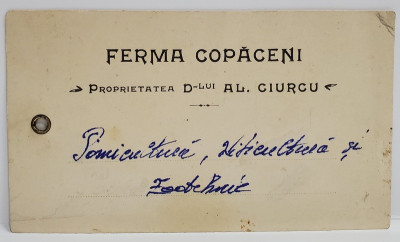 FERMA COPĂCENI
PROPRIETATEA D-LUI AL. CIURCU
Pomicultură, Viticultură și
Zootehnie